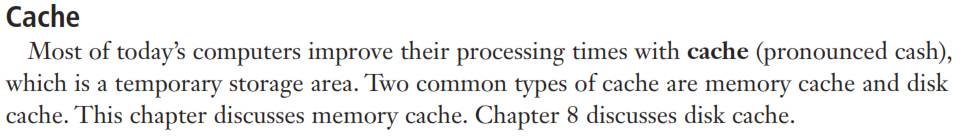 Cache
Most of today’s computers improve their processing times with cache (pronounced cash),
which is a temporary storage area. Two common types of cache are memory cache and disk
cache. This chapter discusses memory cache. Chapter 8 discusses disk cache.